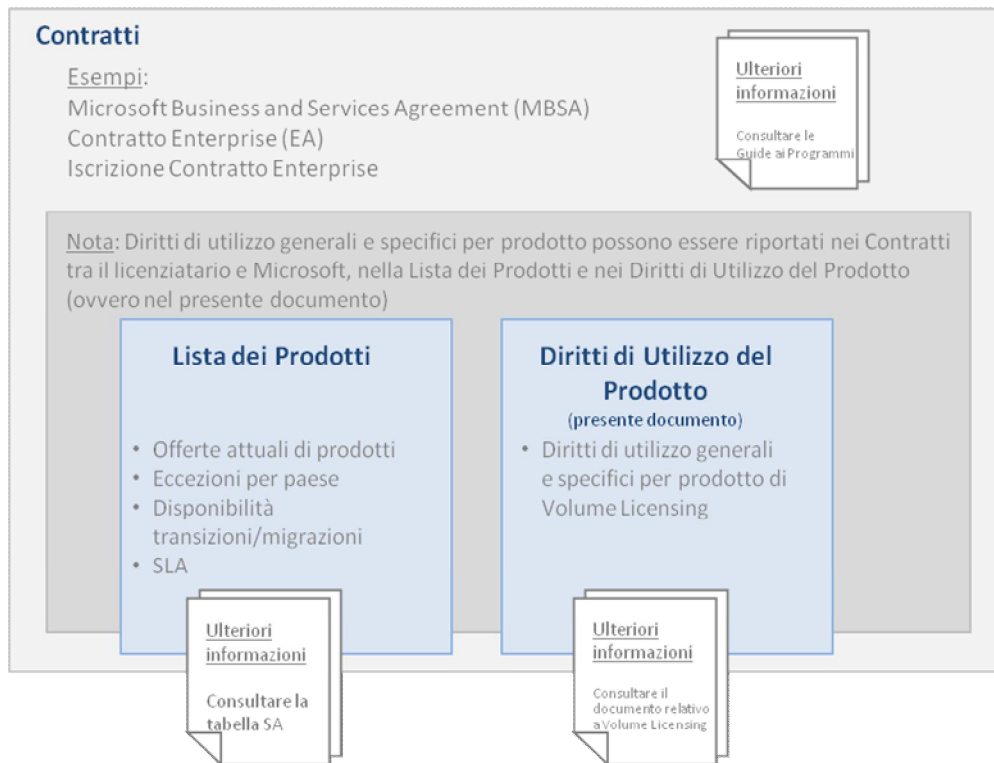 Contratti
Esempi:
Microsoft Business and Services Agreement (MBSA)
Contratto Enterprise (EA)
Iscrizione Contratto Enterprise
Ulteriori
informazioni
Consultare le
Guide ai Programmi
Nota: Diritti di utilizzo generali e specifici per prodotto possono essere riportati nei Contratti
tra il licenziatario e Microsoft, nella Lista dei Prodotti e nei Diritti di Utilizzo del Prodotto
(ovvero nel presente documento)
Lista dei Prodotti
• Offerte attuali di prodotti
• Eccezioni per paese
• Disponibilità
transizioni/migrazioni
• SLA
Ulteriori
informazioni
Consultare la
tabella SA
Diritti di Utilizzo del
Prodotto
(presente documento)
• Diritti di utilizzo generali
e specifici per prodotto di
Volume Licensing
Ulteriori
informazioni
Consultare il
documento relativo
a Volume Licensing